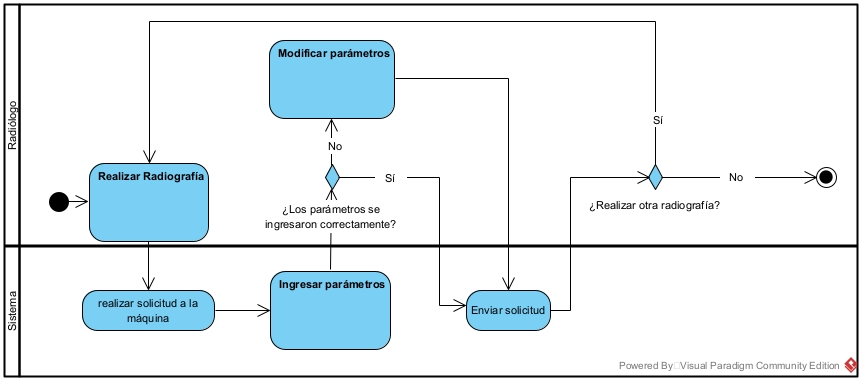 Radiólogo
Modificar parámetros
Sí
No
Realizar Radiografía
Sí
No
¿Los parámetros se
ingresaron correctamente?
¿Realizar otra radiografía?
Sistema
realizar solicitud a la
máquina
Ingresar parámetros
Enviar solicitud
Powered By Visual Paradigm Community Edition